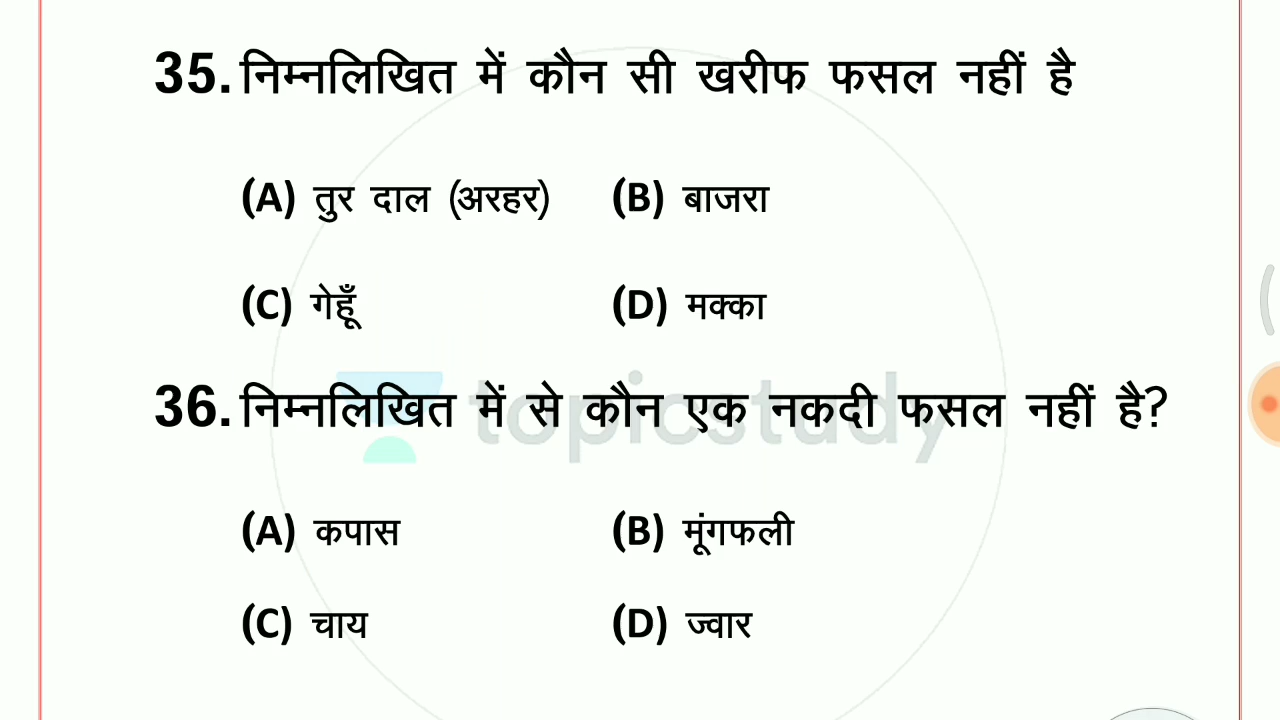 35. निम्नलिखित में कौन सी खरीफ फसल नहीं है
(A) तुर दाल (अरहर) (B) बाजरा
(C) गेहूँ (D) मक्का
36. निम्नलिखित में से कौन एक नकदी फसल नहीं है?
topicstudy
(A) कपास (B) मूंगफली
(C) चाय (D) ज्वार